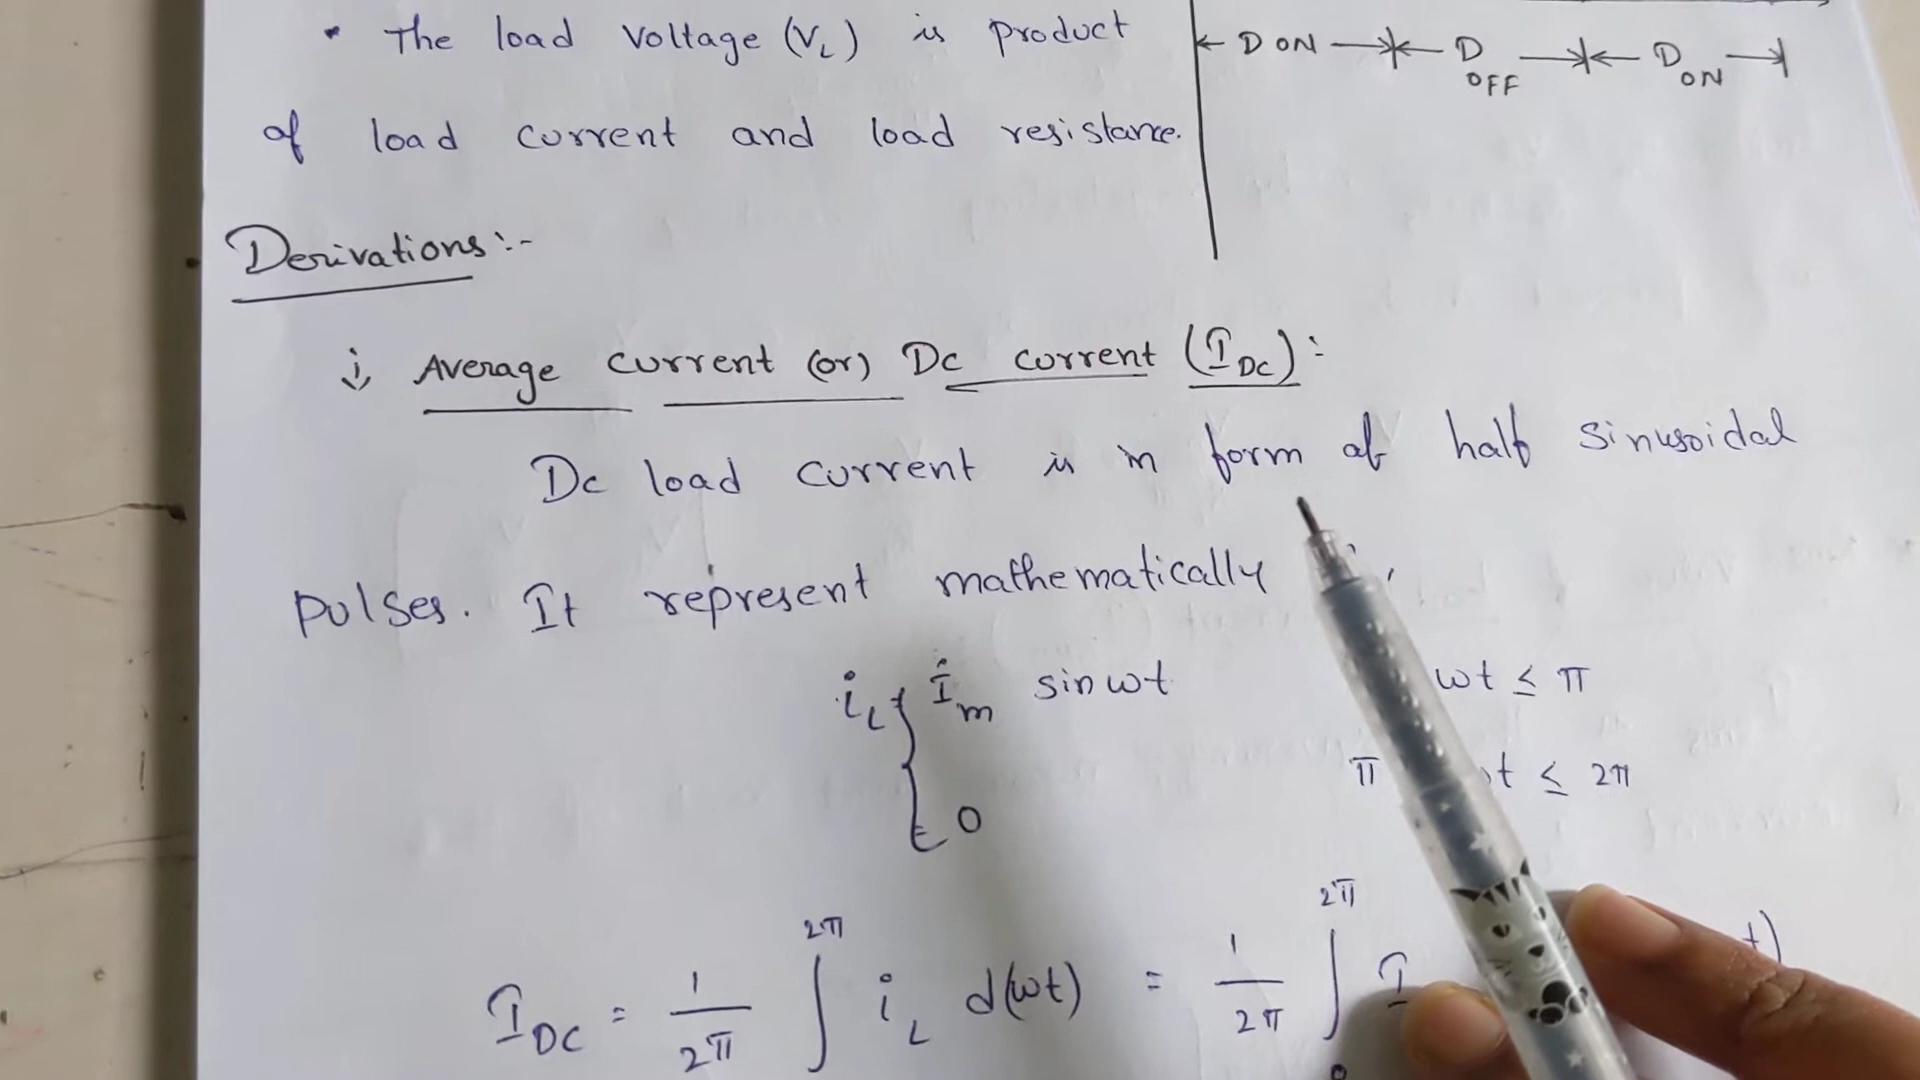 • The load Voltage (VL) is product
← D ON →|← D OFF →|← D ON →|
of load current and load resistance.
Derivations:-
i, Average current (or) Dc current (IDC):
Dc load current is in form of half sinusoidal
pulses. It represent mathematically
iL { Im sinωt ωt ≤ π
0 π t ≤ 2π
IDC = 1/2π ∫ 2π iL d(ωt) = 1/2π ∫ 2π I t)